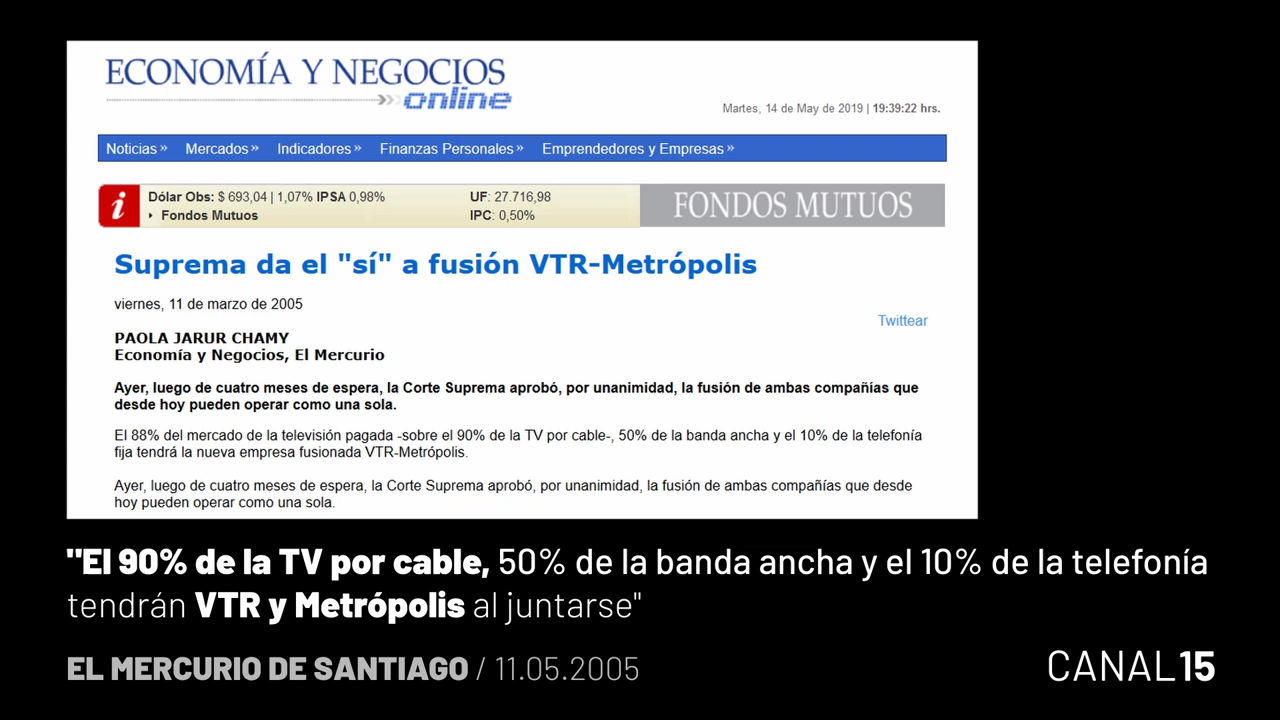 ECONOMÍA Y NEGOCIOS
online
Martes, 14 de May de 2019 | 19:39:22 hrs.
Noticias » Mercados » Indicadores » Finanzas Personales » Emprendedores y Empresas »
i
Dólar Obs: $ 693,04 | 1,07% IPSA 0,98% UF: 27.716,98
Fondos Mutuos IPC: 0,50%
FONDOS MUTUOS
Suprema da el "sí" a fusión VTR-Metrópolis
viernes, 11 de marzo de 2005
Twittear
PAOLA JARUR CHAMY
Economía y Negocios, El Mercurio
Ayer, luego de cuatro meses de espera, la Corte Suprema aprobó, por unanimidad, la fusión de ambas compañías que
desde hoy pueden operar como una sola.
El 88% del mercado de la televisión pagada -sobre el 90% de la TV por cable-, 50% de la banda ancha y el 10% de la telefonía
fija tendrá la nueva empresa fusionada VTR-Metrópolis.
Ayer, luego de cuatro meses de espera, la Corte Suprema aprobó, por unanimidad, la fusión de ambas compañías que desde
hoy pueden operar como una sola.
"El 90% de la TV por cable, 50% de la banda ancha y el 10% de la telefonía
tendrán VTR y Metrópolis al juntarse"
EL MERCURIO DE SANTIAGO / 11.05.2005
CANAL 15